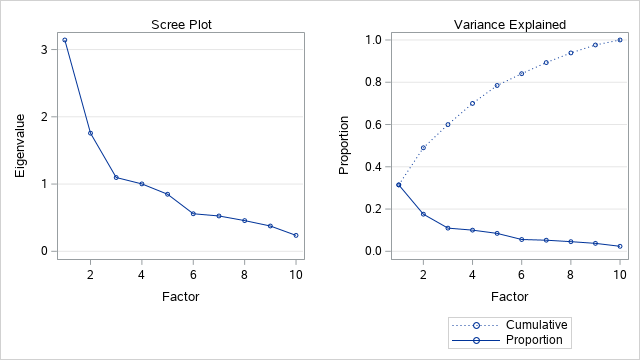 Scree Plot
Eigenvalue
3
2
1
0
2 4 6 8 10
Factor
Variance Explained
Proportion
1.0
0.8
0.6
0.4
0.2
0.0
2 4 6 8 10
Factor
Cumulative
Proportion